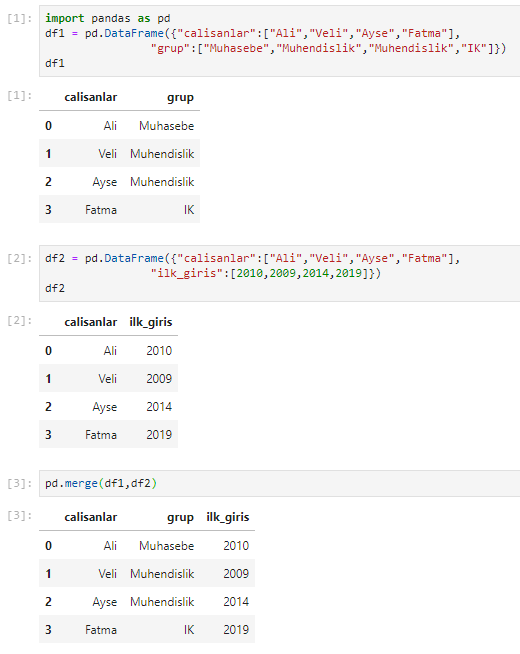 [1]: import pandas as pd
df1 = pd.DataFrame({"calisanlar":["Ali","Veli","Ayse","Fatma"],
"grup":["Muhasebe","Muhendislik","Muhendislik","IK"]})
df1
[1]: calisanlar grup
0 Ali Muhasebe
1 Veli Muhendislik
2 Ayse Muhendislik
3 Fatma IK
[2]: df2 = pd.DataFrame({"calisanlar":["Ali","Veli","Ayse","Fatma"],
"ilk_giris":[2010,2009,2014,2019]})
df2
[2]: calisanlar ilk_giris
0 Ali 2010
1 Veli 2009
2 Ayse 2014
3 Fatma 2019
[3]: pd.merge(df1,df2)
[3]: calisanlar grup ilk_giris
0 Ali Muhasebe 2010
1 Veli Muhendislik 2009
2 Ayse Muhendislik 2014
3 Fatma IK 2019